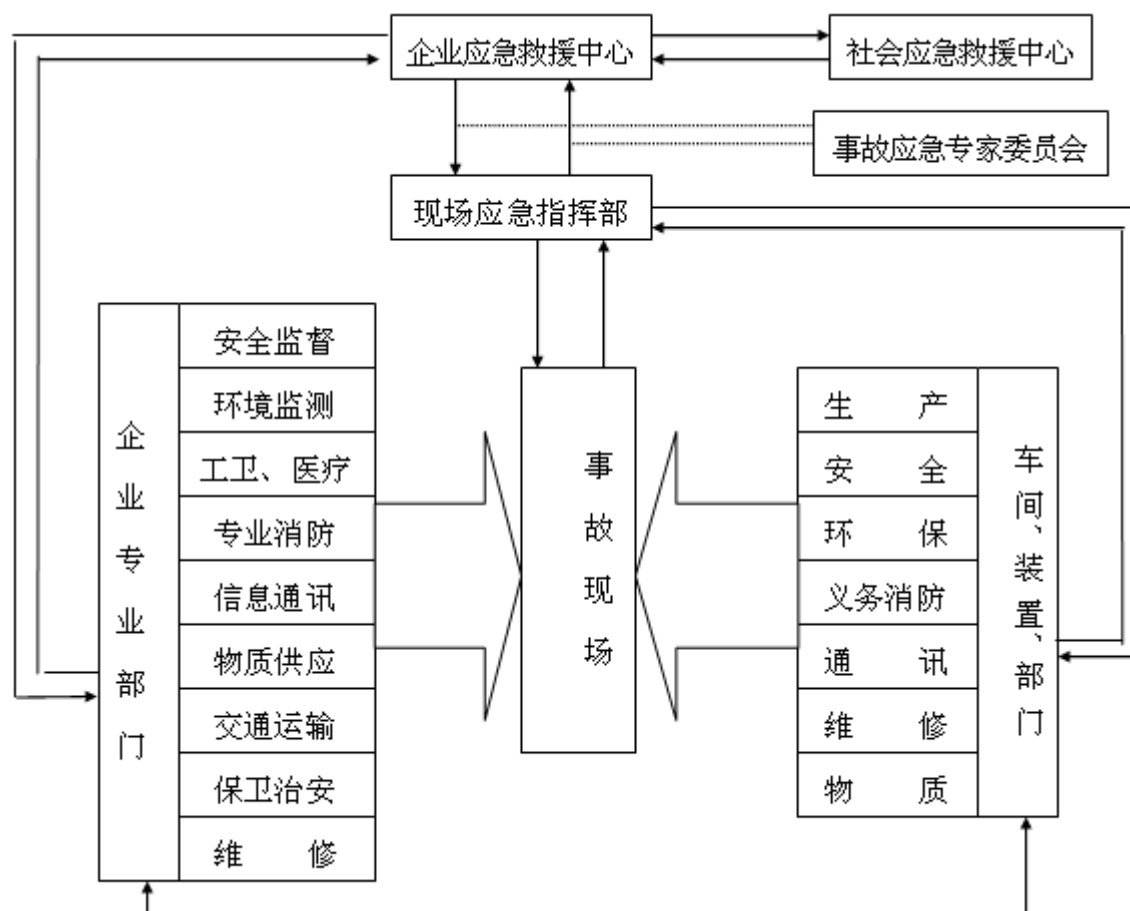 企业应急救援中心
社会应急救援中心
事故应急专家委员会
现场应急指挥部
企业专业部门
安全监督
环境监测
工卫、医疗
专业消防
信息通讯
物质供应
交通运输
保卫治安
维 修
事故现场
生 产
安 全
环 保
义务消防
通 讯
维 修
物 质
车间、装置、部门